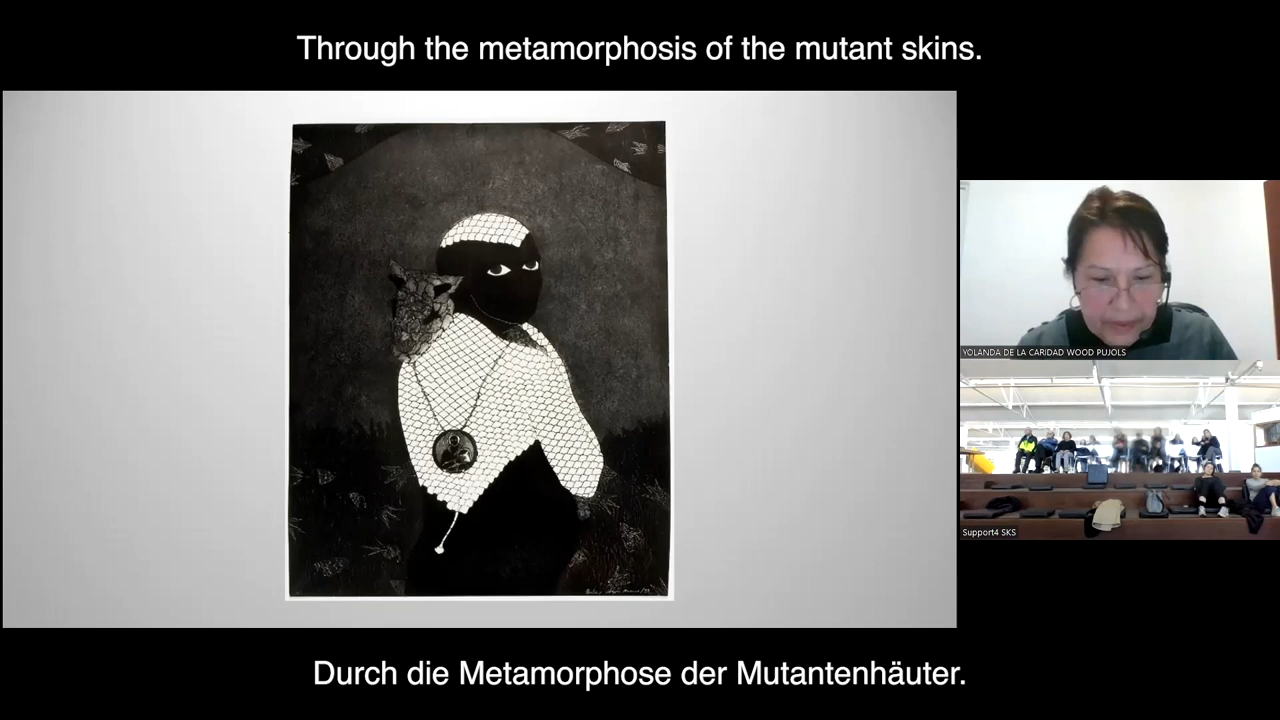 Through the metamorphosis of the mutant skins.
YOLANDA DE LA CARIDAD WOOD PUJOLS
Support4 SKS
Durch die Metamorphose der Mutantenhäuter.